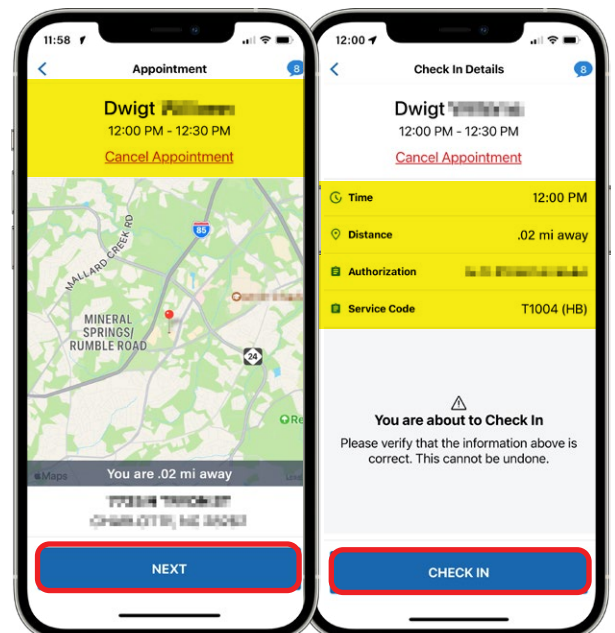 11:58
Appointment
8
Dwigt
12:00 PM - 12:30 PM
Cancel Appointment
MALLARD CREEK RD
85
MINERAL
SPRINGS/
RUMBLE ROAD
24
Re
Maps
You are .02 mi away
NEXT
12:00
Check In Details
8
Dwigt
12:00 PM - 12:30 PM
Cancel Appointment
Time 12:00 PM
Distance .02 mi away
Authorization
Service Code T1004 (HB)
You are about to Check In
Please verify that the information above is
correct. This cannot be undone.
CHECK IN